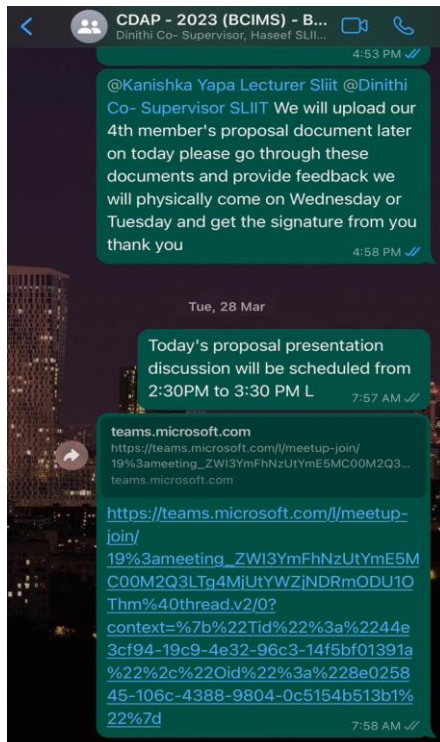 CDAP - 2023 (BCIMS) - B...
Dinithi Co- Supervisor, Haseef SLII...
4:53 PM
@Kanishka Yapa Lecturer Sliit @Dinithi
Co- Supervisor SLIIT We will upload our
4th member's proposal document later
on today please go through these
documents and provide feedback we
will physically come on Wednesday or
Tuesday and get the signature from you
thank you
4:58 PM
Tue, 28 Mar
Today's proposal presentation
discussion will be scheduled from
2:30PM to 3:30 PM L
7:57 AM
teams.microsoft.com
https://teams.microsoft.com/l/meetup-join/
19%3ameeting_ZWI3YmFhNzUtYmE5MC00M2Q3...
teams.microsoft.com
https://teams.microsoft.com/l/meetup-
join/
19%3ameeting_ZWI3YmFhNzUtYmE5M
C00M2Q3LTg4MjUtYWZjNDRmODU1O
Thm%40thread.v2/0?
context=%7b%22Tid%22%3a%2244e
3cf94-19c9-4e32-96c3-14f5bf01391a
%22%2c%22Oid%22%3a%228e0258
45-106c-4388-9804-0c5154b513b1%
22%7d
7:58 AM